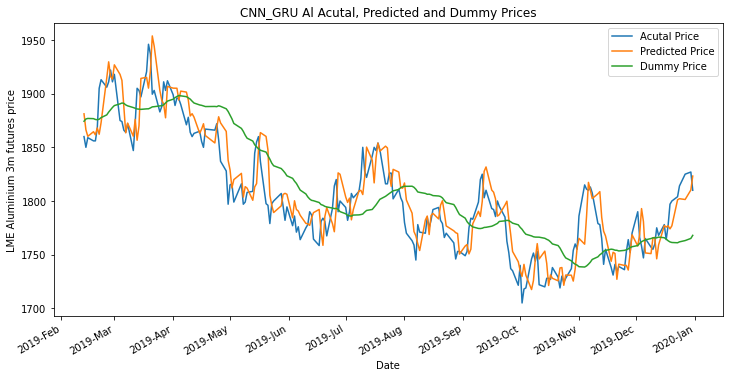 CNN_GRU Al Acutal, Predicted and Dummy Prices
Acutal Price
Predicted Price
Dummy Price
LME Aluminium 3m futures price
1950
1900
1850
1800
1750
1700
2019-Feb
2019-Mar
2019-Apr
2019-May
2019-Jun
2019-Jul
2019-Aug
2019-Sep
2019-Oct
2019-Nov
2019-Dec
2020-Jan
Date